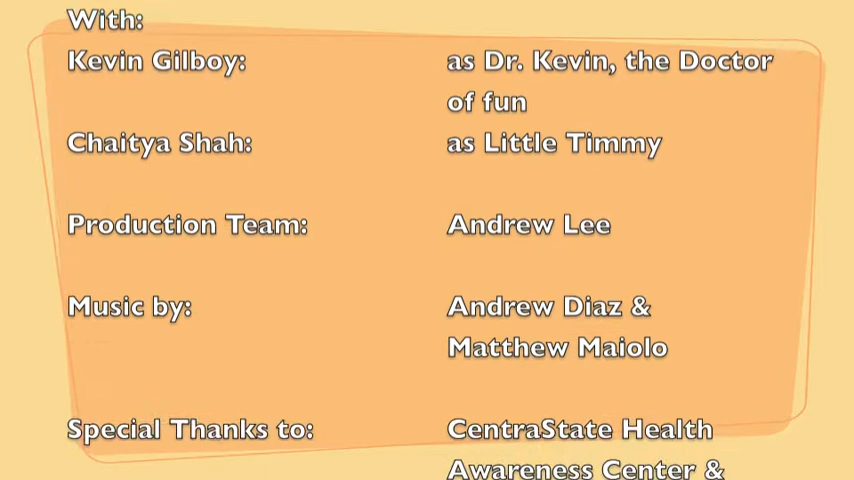 With:
Kevin Gilboy: as Dr. Kevin, the Doctor
of fun
Chaitya Shah: as Little Timmy
Production Team: Andrew Lee
Music by: Andrew Diaz &
Matthew Maiolo
Special Thanks to: CentraState Health
Awareness Center &